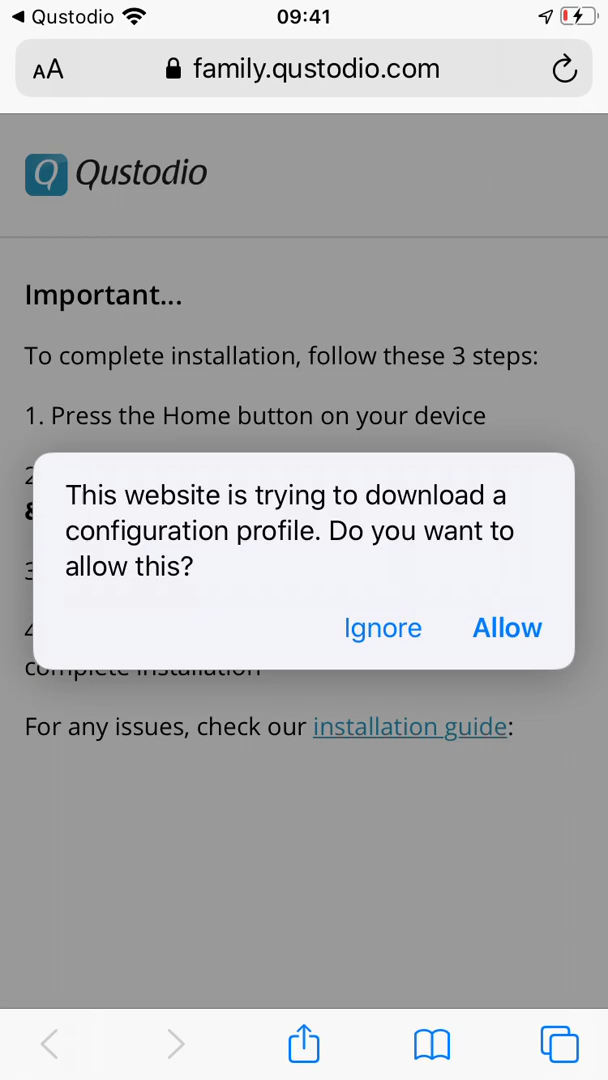 Qustodio
09:41
AA
family.qustodio.com
Q Qustodio
Important...
To complete installation, follow these 3 steps:
1. Press the Home button on your device
This website is trying to download a
configuration profile. Do you want to
allow this?
Ignore
Allow
complete installation
For any issues, check our installation guide: